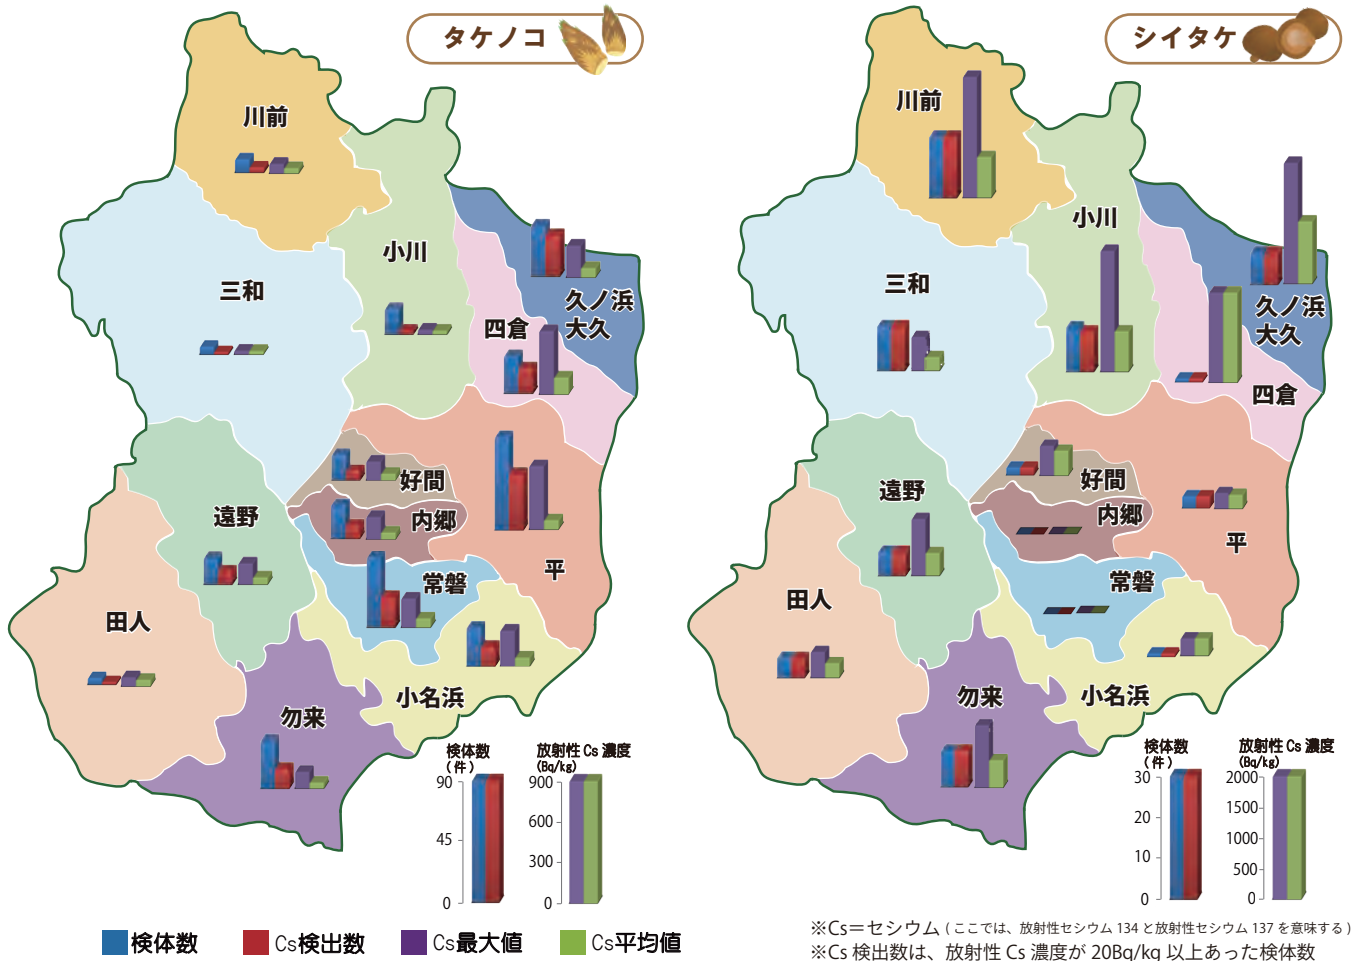 タケノコ
川前
小川
三和
久ノ浜
大久
四倉
好間
内郷
遠野
平
常磐
田人
小名浜
勿来
検体数
(件)
90
45
0
放射性 Cs 濃度
(Bq/kg)
900
600
300
0
シイタケ
川前
小川
三和
久ノ浜
大久
四倉
好間
遠野
内郷
平
常磐
田人
小名浜
勿来
検体数
(件)
30
20
10
0
放射性 Cs 濃度
(Bq/kg)
2000
1500
1000
500
0
検体数
Cs検出数
Cs最大値
Cs平均値
※Cs＝セシウム ( ここでは、放射性セシウム 134 と放射性セシウム 137 を意味する )
※Cs 検出数は、放射性 Cs 濃度が 20Bq/kg 以上あった検体数